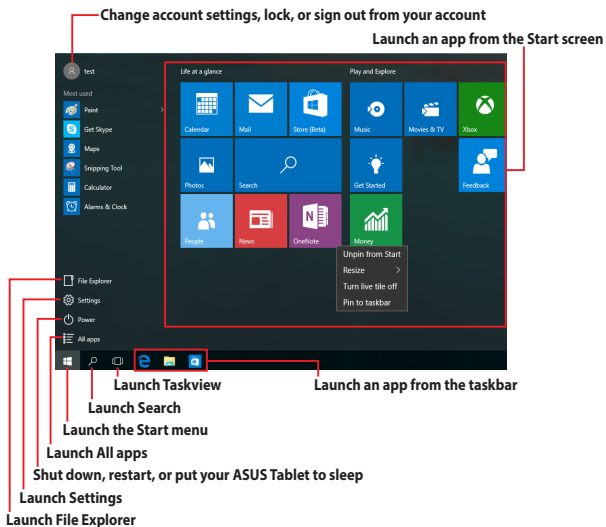 Change account settings, lock, or sign out from your account
Launch an app from the Start screen
test
Most used
Paint
Get Skype
Maps
Snipping Tool
Calculator
Alarms & Clock
File Explorer
Settings
Power
All apps
Life at a glance
Play and Explore
Calendar
Mail
Store (Beta)
Music
Movies & TV
Xbox
Photos
Search
Get Started
Feedback
People
News
OneNote
Money
Unpin from Start
Resize
Turn live tile off
Pin to taskbar
Launch Taskview
Launch an app from the taskbar
Launch Search
Launch the Start menu
Launch All apps
Shut down, restart, or put your ASUS Tablet to sleep
Launch Settings
Launch File Explorer